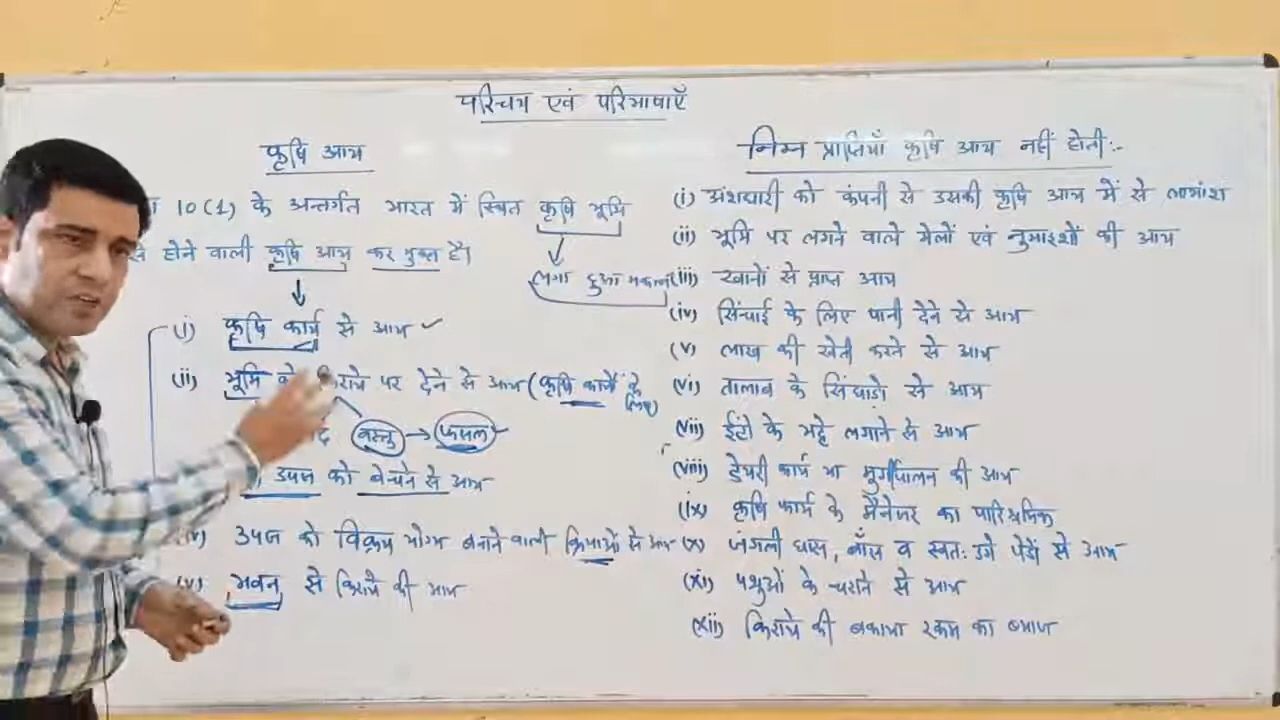 परिचय एवं परिभाषाएँ
कृषि आय
10(1) के अन्तर्गत भारत में स्थित कृषि भूमि
से होने वाली कृषि आय कर मुक्त है।
लगा हुआ मकान
(i) कृषि कार्य से आय ✓
(ii) भूमि को किराये पर देने से आय (कृषि कार्यों के लिए)
वस्तु → फसल
उपज को बेचने से आय
(iv) उपज को विक्रय योग्य बनाने वाली क्रियाओं से आय
(v) भवन से किराये की आय
निम्न प्राप्तियाँ कृषि आय नहीं होती:-
(i) अंशधारी को कंपनी से उसकी कृषि आय में से लाभांश
(ii) भूमि पर लगने वाले मेलों एवं नुमाइशों की आय
(iii) खानों से प्राप्त आय
(iv) सिंचाई के लिए पानी देने से आय
(v) लाख की खेती करने से आय
(vi) तालाब के सिंघाड़ो से आय
(vii) ईंटो के भट्टे लगाने से आय
(viii) डेयरी कार्य या मुर्गीपालन की आय
(ix) कृषि कार्य के मैनेजर का पारिश्रमिक
(x) जंगली घास, बाँस व स्वतः उगे पेड़ों से आय
(xi) पशुओं के चराने से आय
(xii) किराये की बकाया रकम का ब्याज